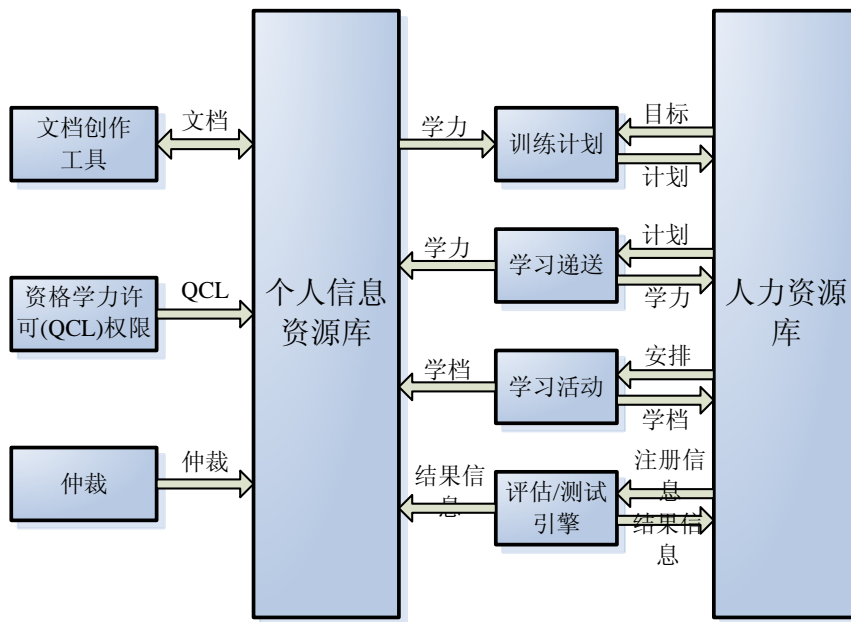 文档创作
工具
文档
资格学力许
可(QCL)权限
QCL
仲裁
仲裁
个人信息
资源库
学力
学力
学档
结果信
息
训练计划
学习递送
学习活动
评估/测试
引擎
目标
计划
计划
学力
安排
学档
注册信
息
结果信
息
人力资源
库